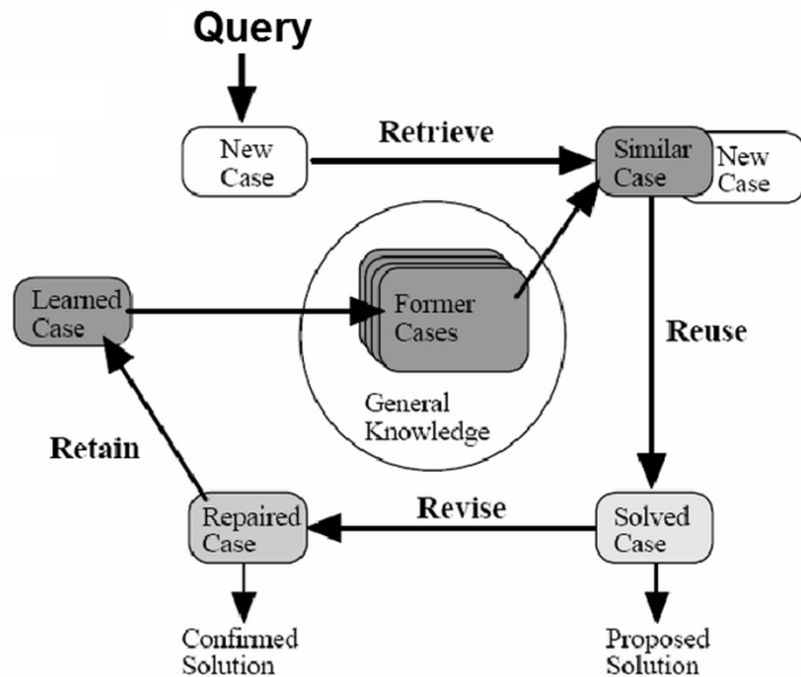 Query
New
Case
Retrieve
Similar
Case
New
Case
Learned
Case
Former
Cases
Reuse
General
Knowledge
Retain
Repaired
Case
Revise
Solved
Case
Confirmed
Solution
Proposed
Solution